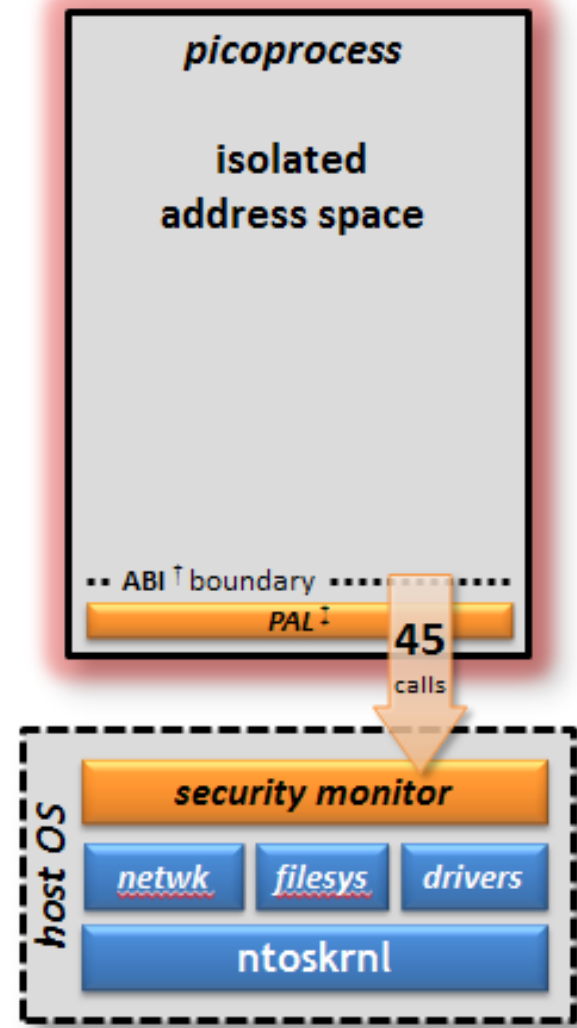 picoprocess
isolated
address space
ABI † boundary
PAL ‡
45
calls
host OS
security monitor
netwk filesys drivers
ntoskrnl